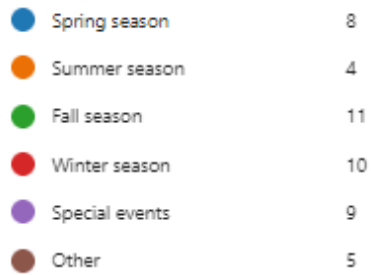 Spring season 8
Summer season 4
Fall season 11
Winter season 10
Special events 9
Other 5